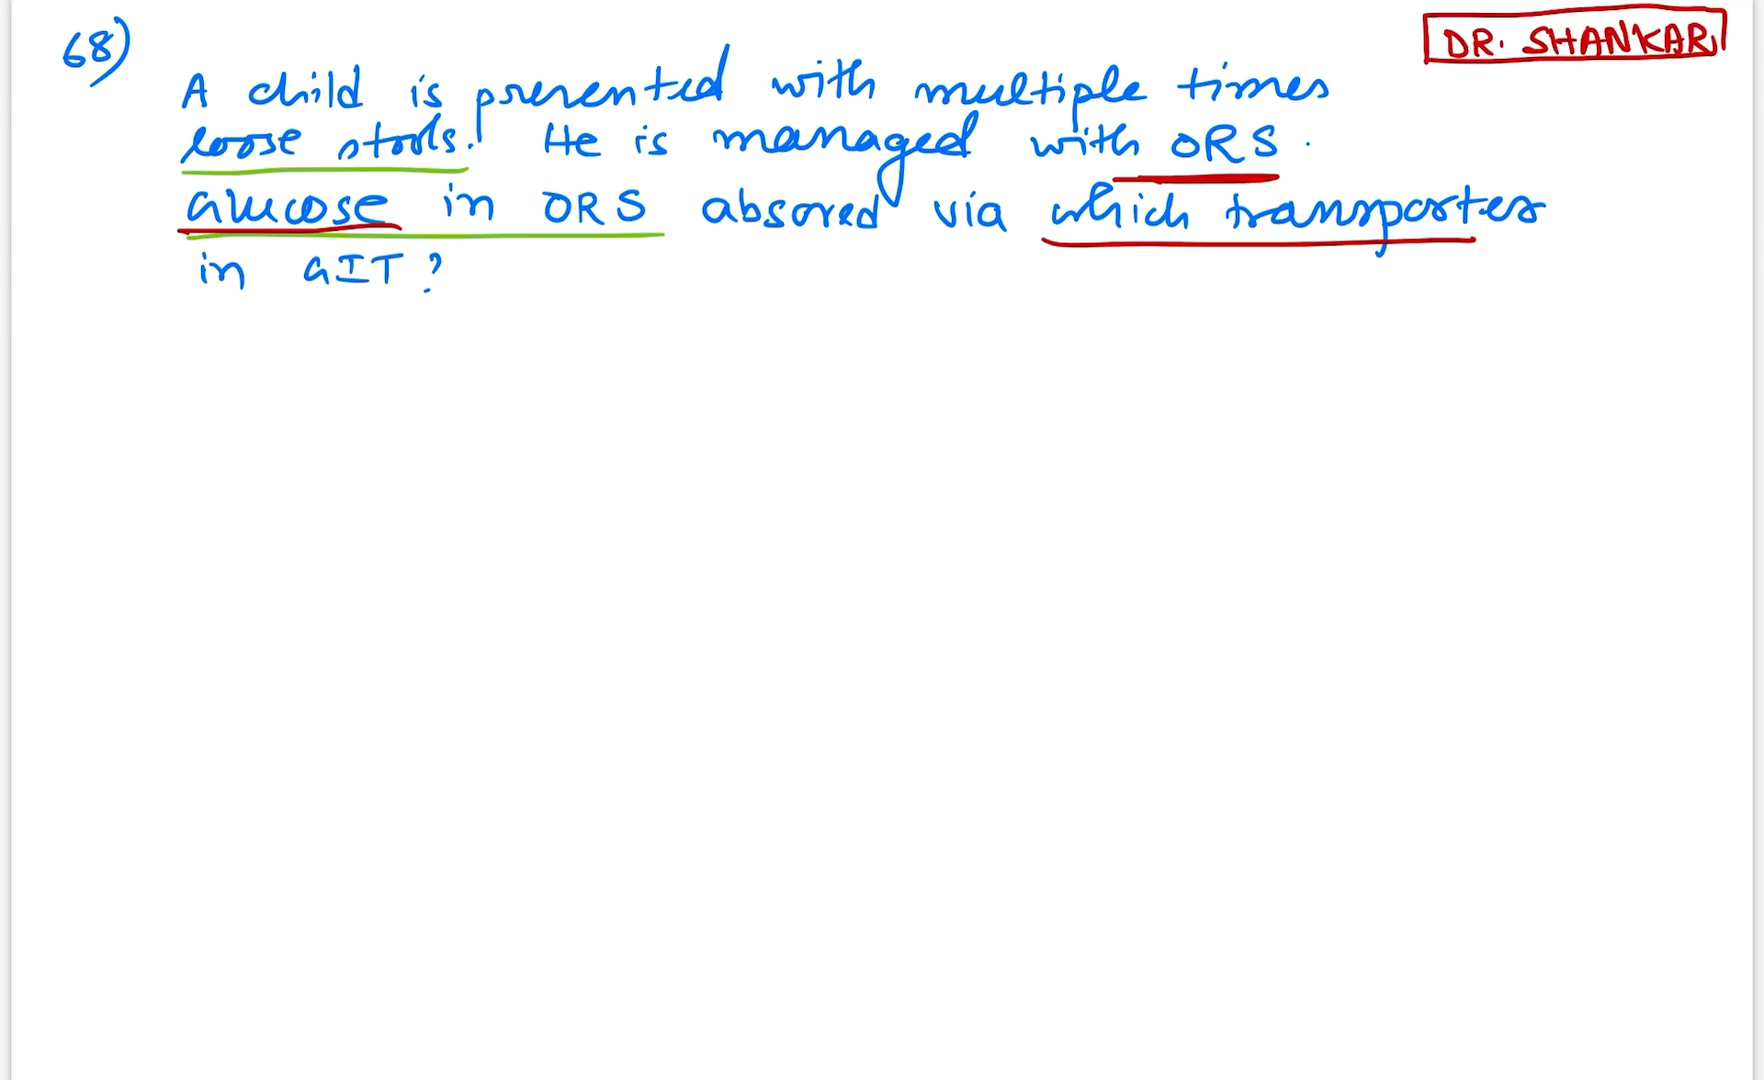 68)
DR. SHANKAR
A child is presented with multiple times
loose stools. He is managed with ORS.
Glucose in ORS absored via which transporter
in GIT?